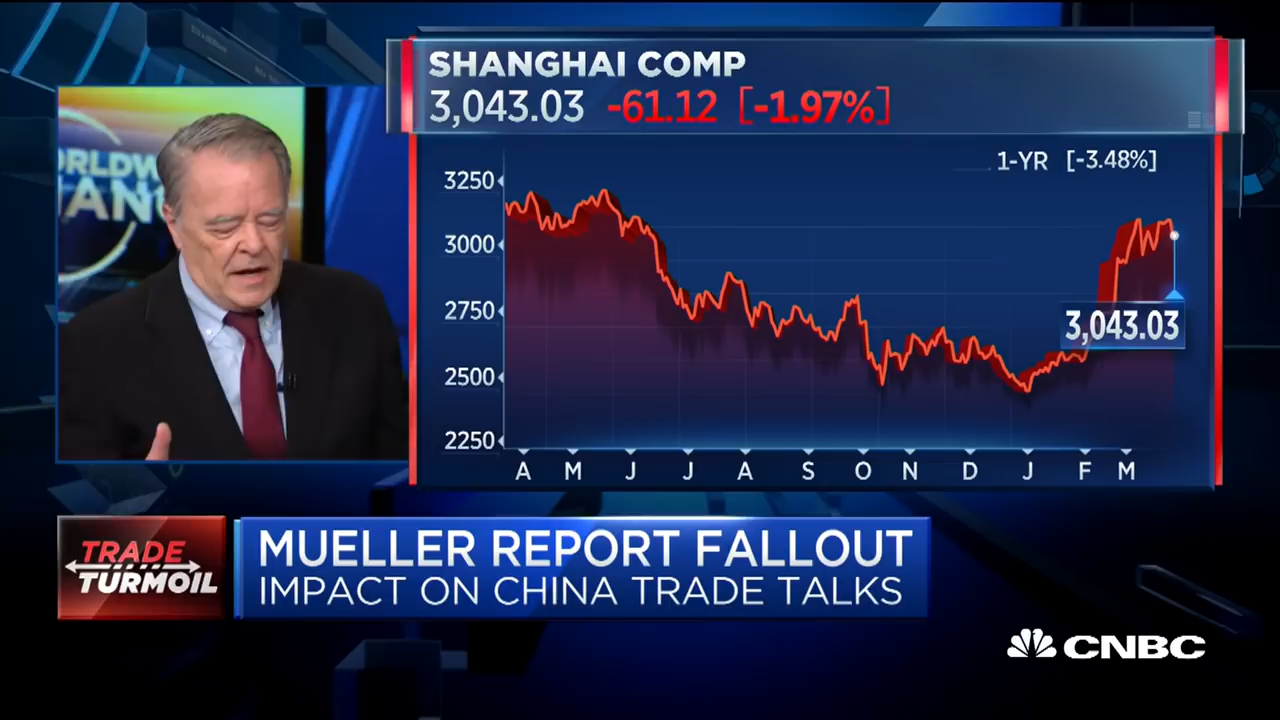 SHANGHAI COMP
3,043.03 -61.12 [-1.97%]
1-YR [-3.48%]
3250
3000
2750
2500
2250
3,043.03
A M J J A S O N D J F M
TRADE
TURMOIL
MUELLER REPORT FALLOUT
IMPACT ON CHINA TRADE TALKS
CNBC